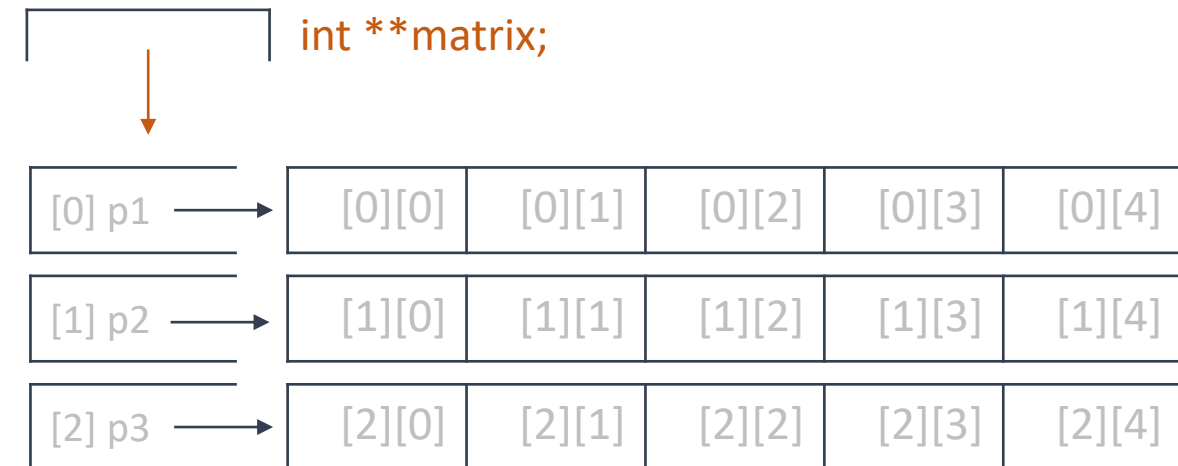 int **matrix;
[0] p1 [0][0] [0][1] [0][2] [0][3] [0][4]
[1] p2 [1][0] [1][1] [1][2] [1][3] [1][4]
[2] p3 [2][0] [2][1] [2][2] [2][3] [2][4]